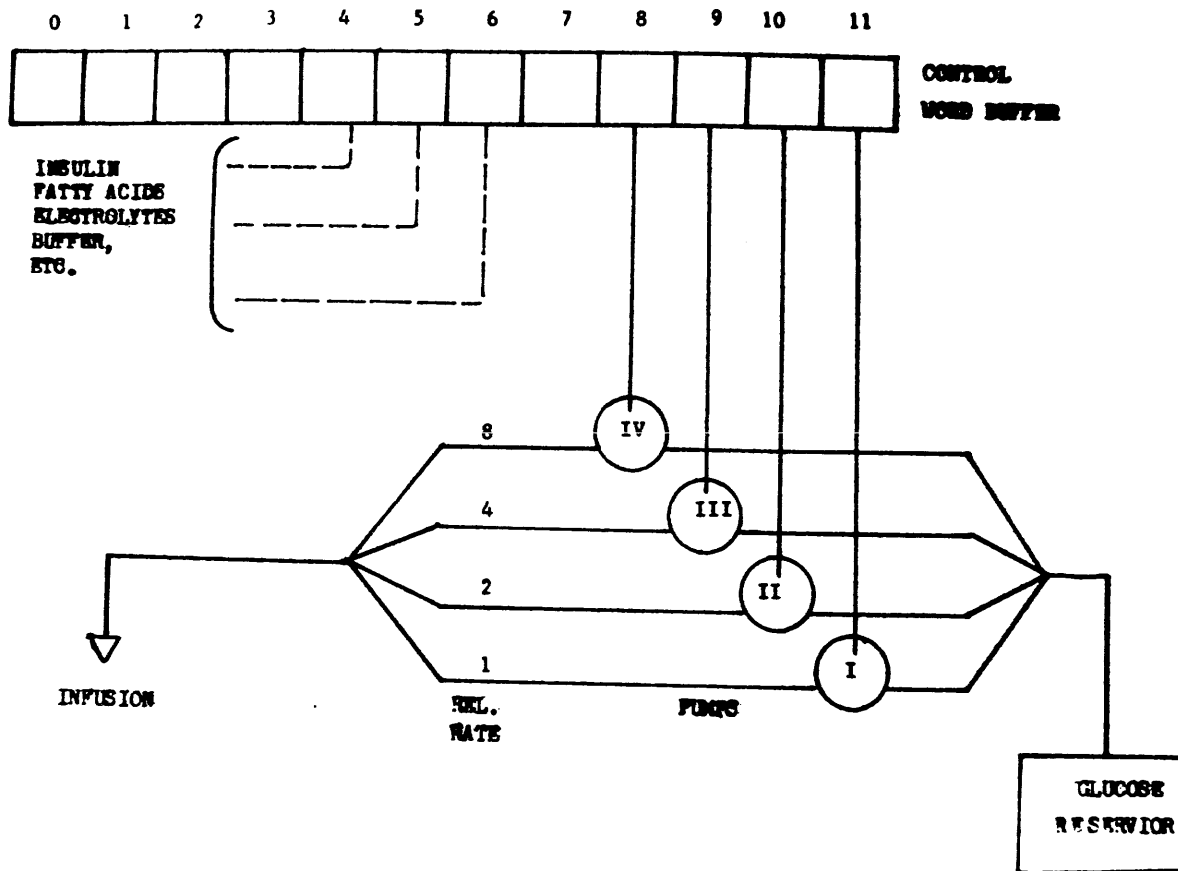 0 1 2 3 4 5 6 7 8 9 10 11
CONTROL
WORD BUFFER
INSULIN
FATTY ACIDS
ELECTROLYTES
BUFFER,
ETC.
IV
8
III
4
II
2
I
1
INFUSION
REL.
RATE
PUMPS
GLUCOSE
RESERVIOR